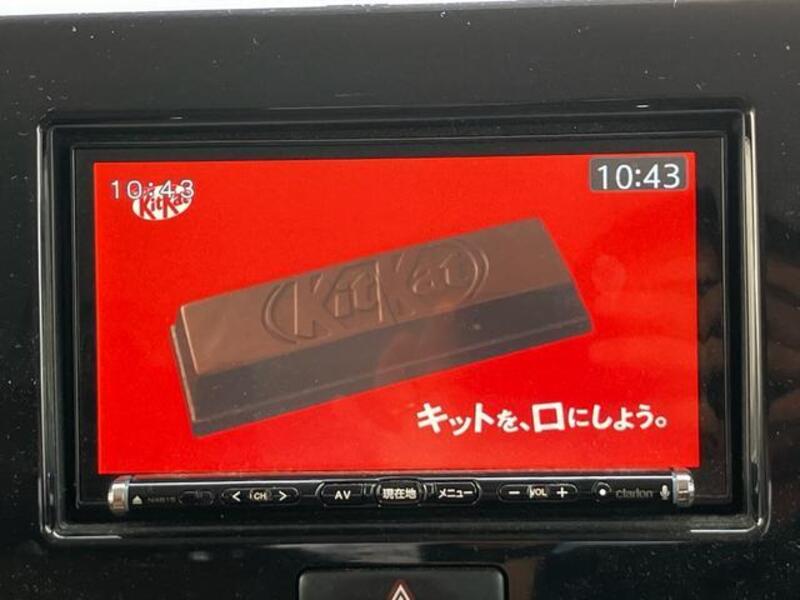 10:43
KitKat
10:43
KitKat
キットを、口にしよう。
< CH >
AV
現在地
メニュー
− VOL +
clarion